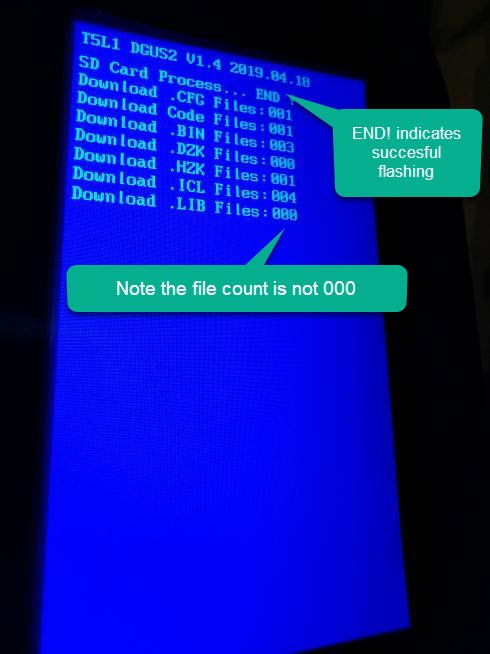 T5L1 DGUS2 V1.4 2019.04.18
SD Card Process... END !
Download .CFG Files:001
Download Code Files:001
Download .BIN Files:003
Download .DZK Files:000
Download .HZK Files:001
Download .ICL Files:004
Download .LIB Files:000
END! indicates
succesful
flashing
Note the file count is not 000